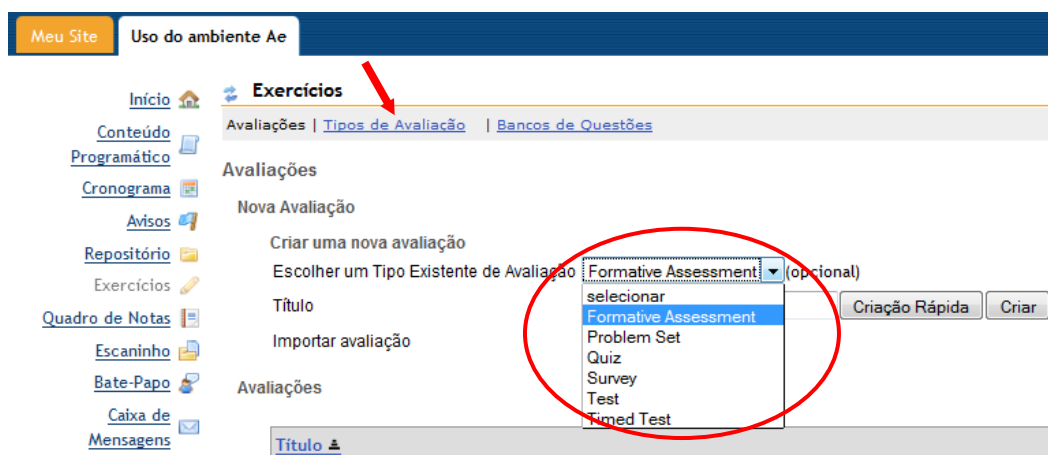 Meu Site
Uso do ambiente Ae
Início
Conteúdo
Programático
Cronograma
Avisos
Repositório
Exercícios
Quadro de Notas
Escaninho
Bate-Papo
Caixa de
Mensagens
Exercícios
Avaliações | Tipos de Avaliação | Bancos de Questões
Avaliações
Nova Avaliação
Criar uma nova avaliação
Escolher um Tipo Existente de Avaliação Formative Assessment (opcional)
selecionar
Formative Assessment
Problem Set
Quiz
Survey
Test
Timed Test
Título
Criação Rápida Criar
Importar avaliação
Avaliações
Título